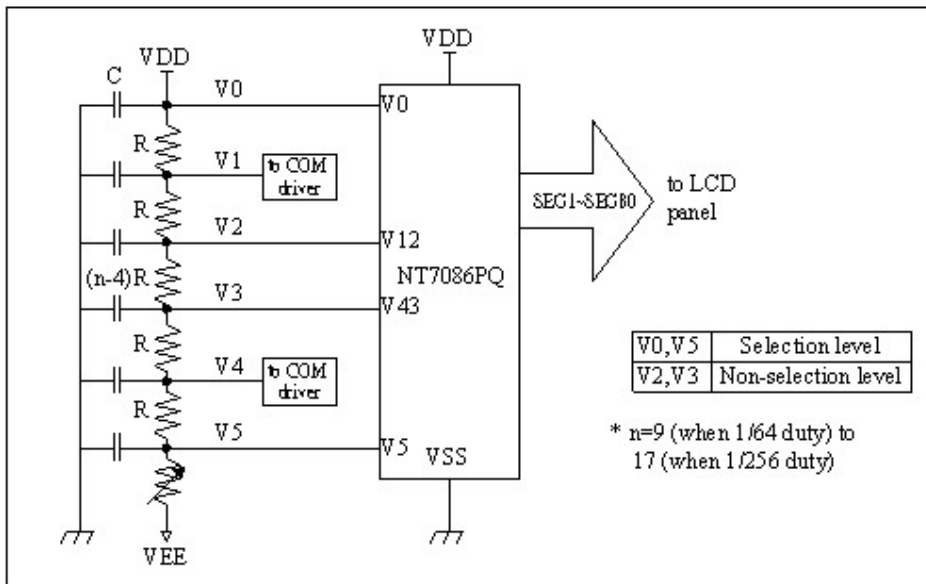 VDD
VDD
C
V0
V0
R
V1
to COM
driver
R
V2
V12
SEG1~SEG80
to LCD
panel
NT7086PQ
(n-4)R
V3
V43
R
V4
to COM
driver
R
V5
V5
VSS
VEE
V0,V5 Selection level
V2,V3 Non-selection level
* n=9 (when 1/64 duty) to
17 (when 1/256 duty)